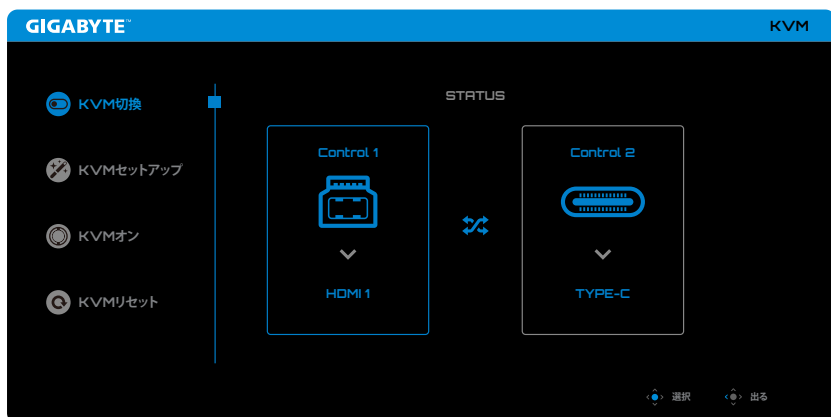 GIGABYTE™
KVM
KVM切換
KVMセットアップ
KVMオン
KVMリセット
STATUS
Control 1
HDMI 1
Control 2
TYPE-C
選択
出る